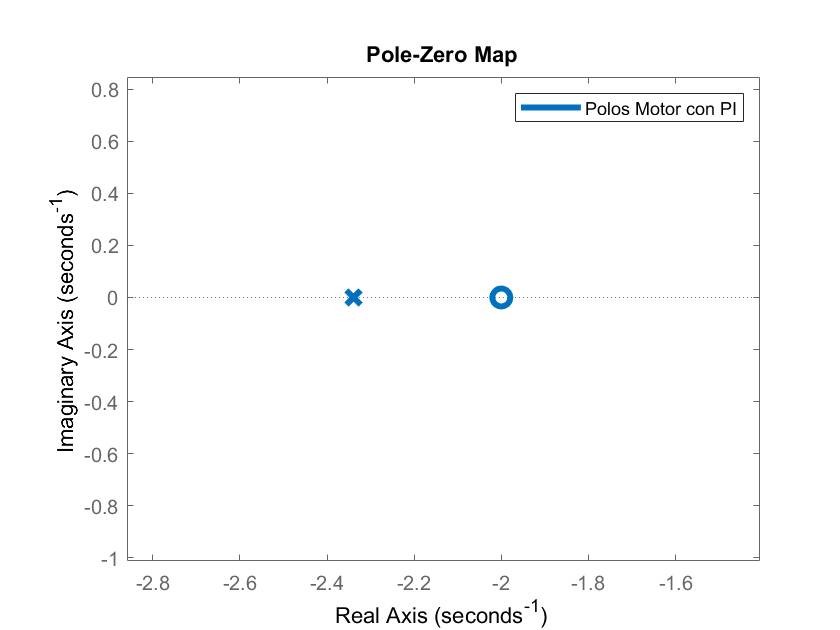 Pole-Zero Map
Polos Motor con PI
0.8
0.6
0.4
0.2
0
-0.2
-0.4
-0.6
-0.8
-1
Imaginary Axis (seconds⁻¹)
-2.8 -2.6 -2.4 -2.2 -2 -1.8 -1.6
Real Axis (seconds⁻¹)